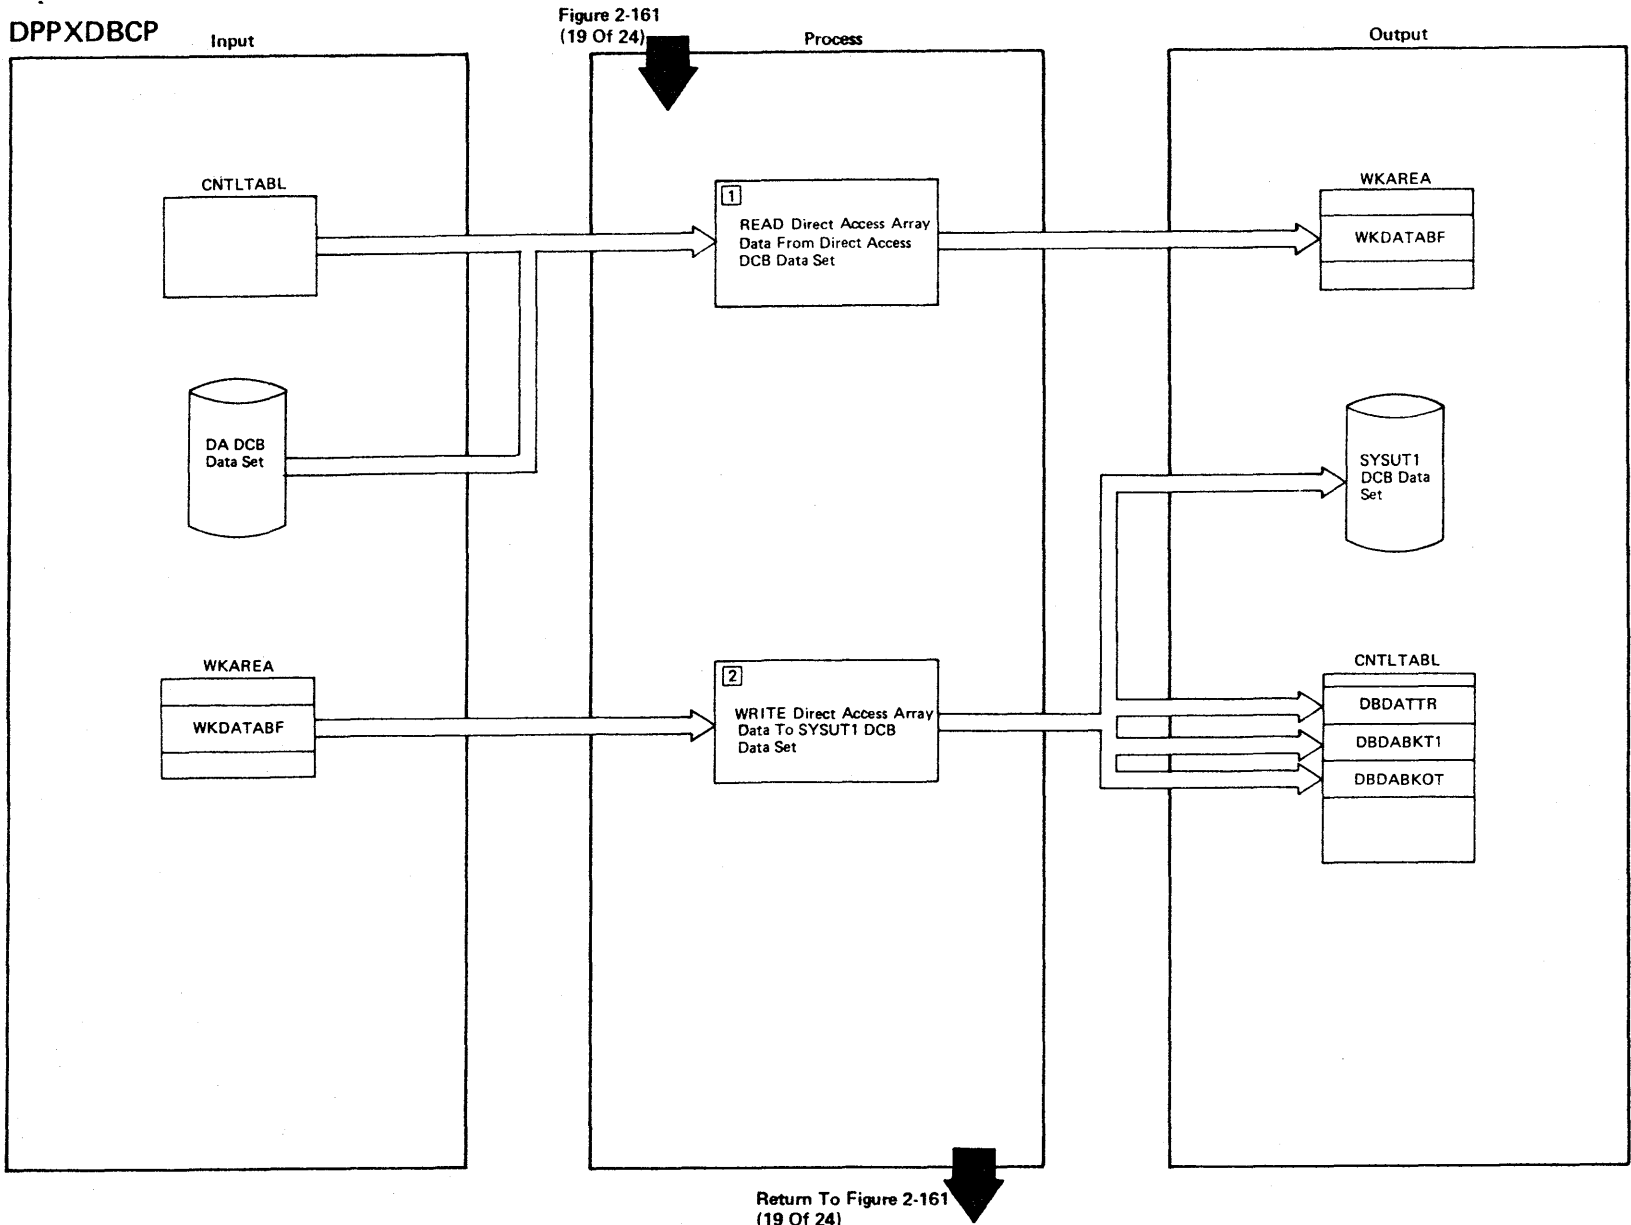 DPPXDBCP
Input
Figure 2-161
(19 Of 24)
Process
Output
CNTLTABL
1
READ Direct Access Array
Data From Direct Access
DCB Data Set
WKAREA
WKDATABF
DA DCB
Data Set
SYSUT1
DCB Data
Set
WKAREA
WKDATABF
2
WRITE Direct Access Array
Data To SYSUT1 DCB
Data Set
CNTLTABL
DBDATTR
DBDABKT1
DBDABKOT
Return To Figure 2-161
(19 Of 24)